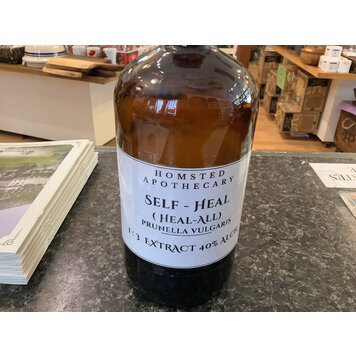 HOMSTED
APOTHECARY
SELF - HEAL
(HEAL-ALL)
PRUNELLA VULGARIS
1:3 EXTRACT 40% ALC